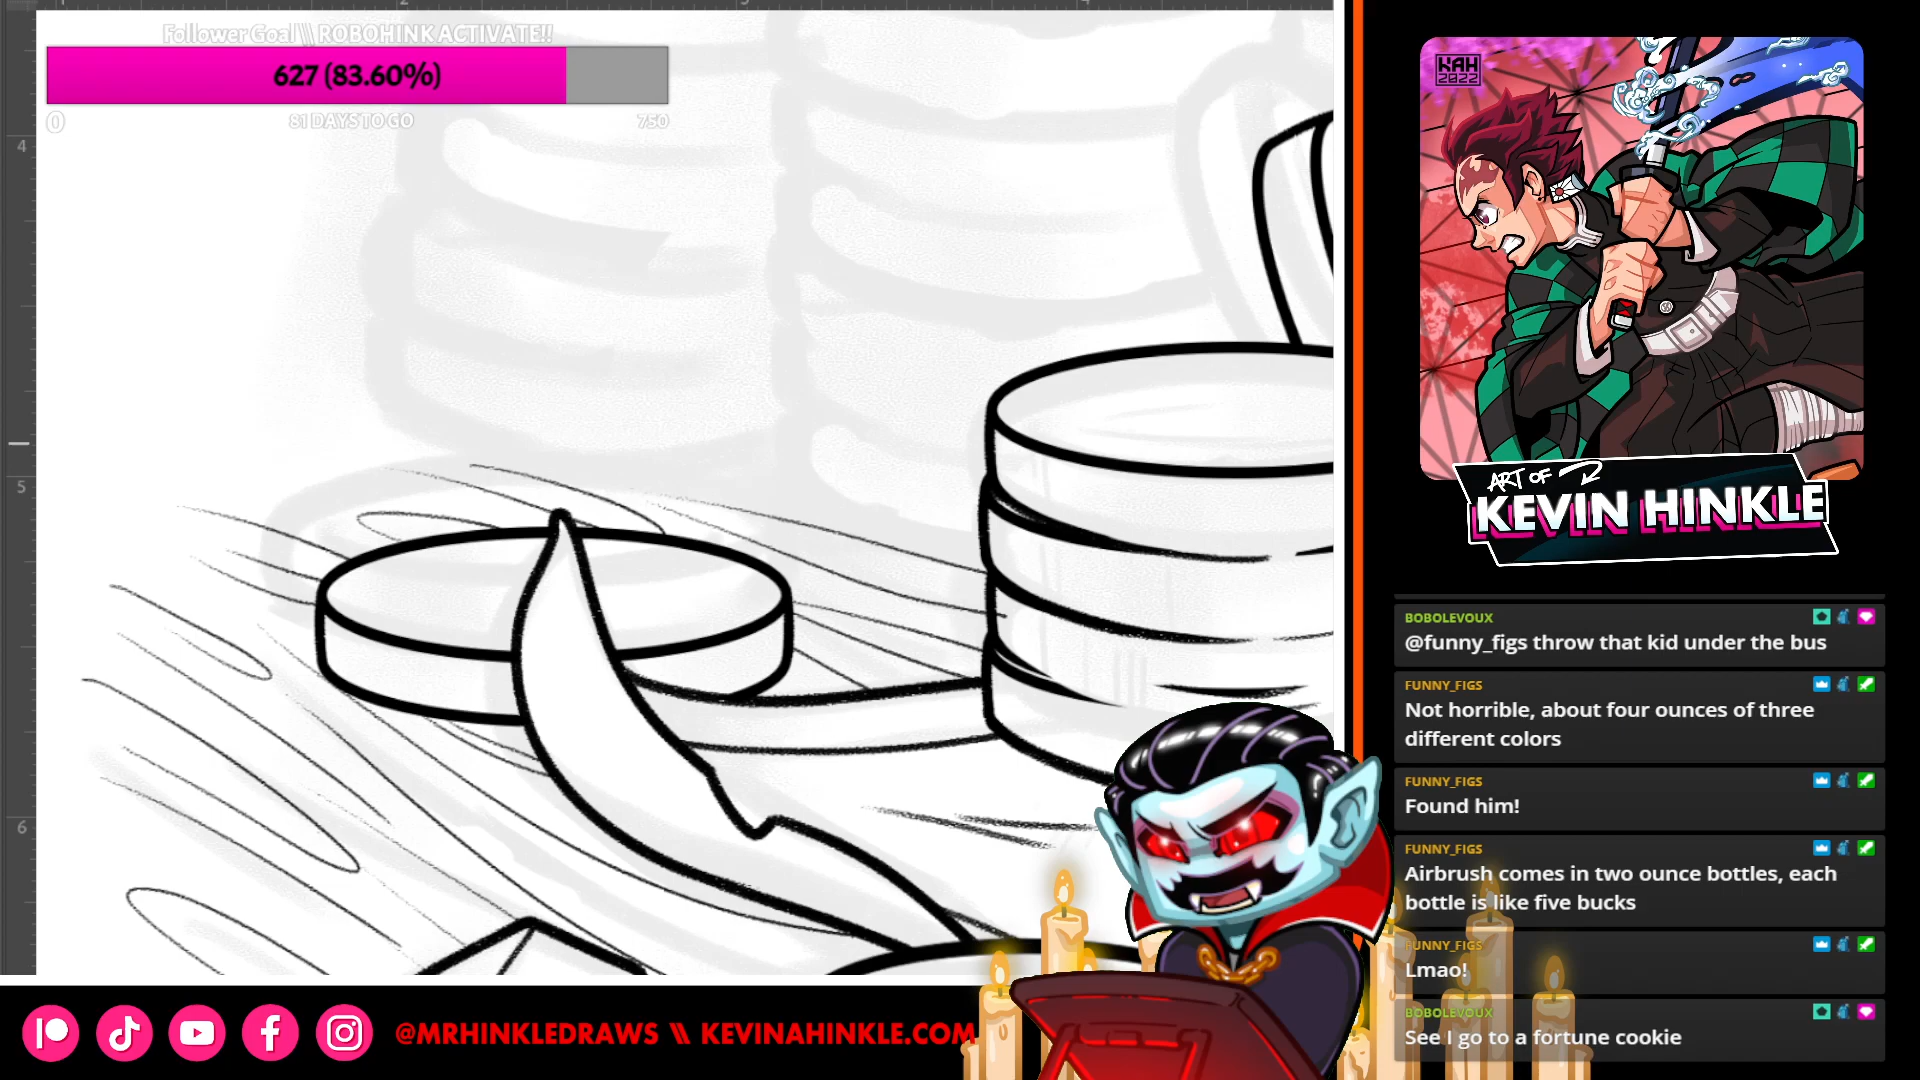 Follower Goal \\ ROBOHINK ACTIVATE!!
627 (83.60%)
0
81 DAYS TO GO
750
4
5
6
KAH
2022
ART OF
KEVIN HINKLE
BOBOLEVOUX
@funny_figs throw that kid under the bus
FUNNY_FIGS
Not horrible, about four ounces of three
different colors
FUNNY_FIGS
Found him!
FUNNY_FIGS
Airbrush comes in two ounce bottles, each
bottle is like five bucks
FUNNY_FIGS
Lmao!
BOBOLEVOUX
See I go to a fortune cookie
@MRHINKLEDRAWS \\ KEVINAHINKLE.COM